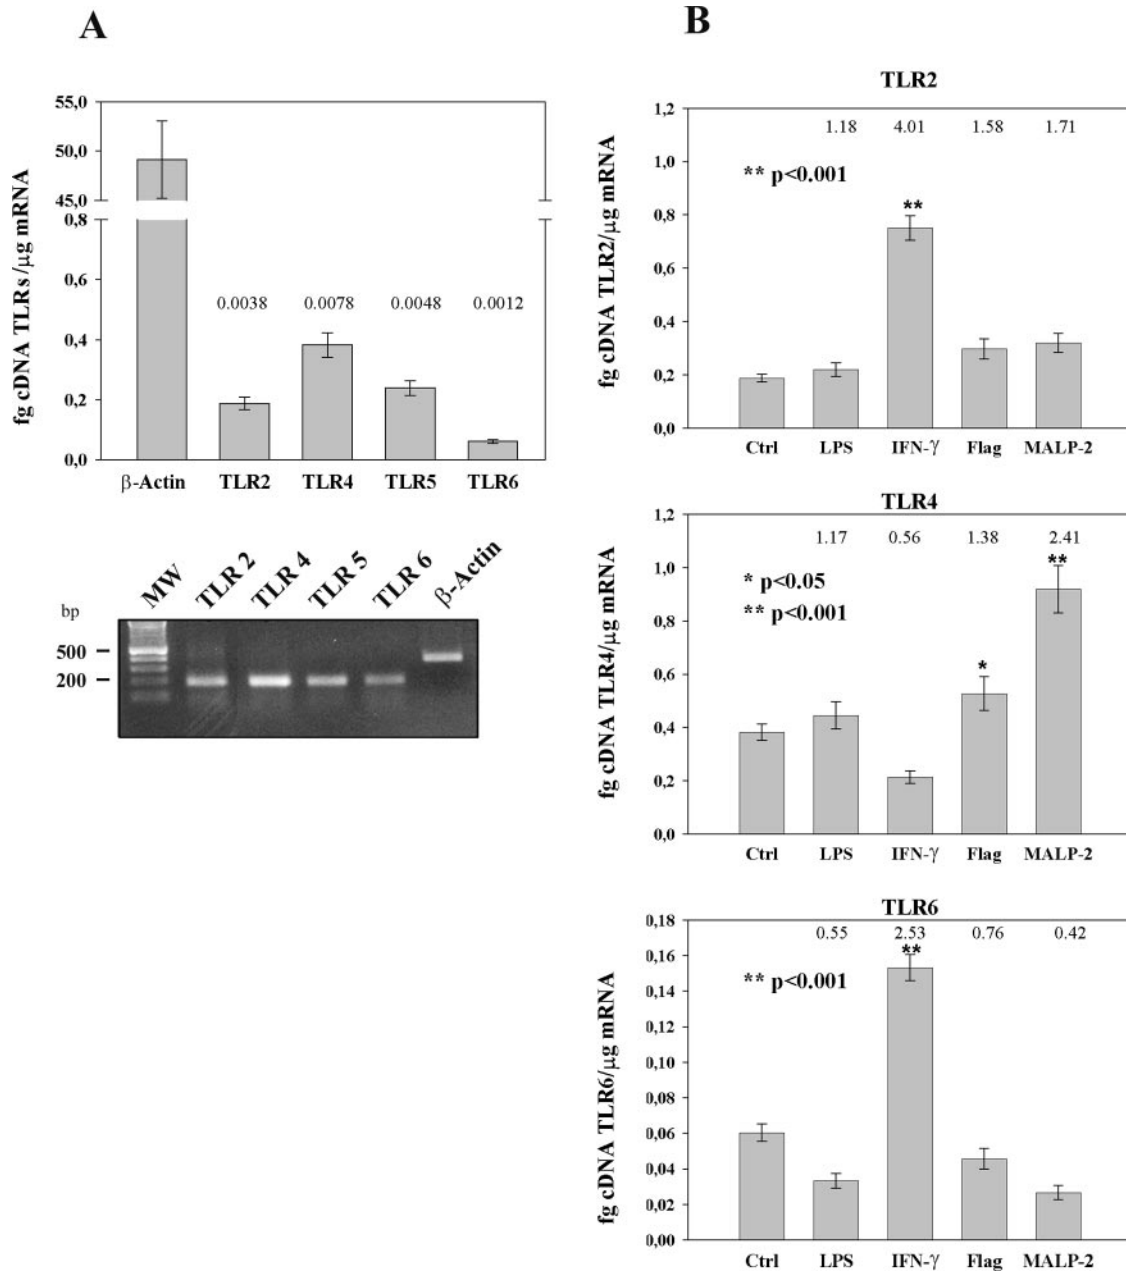 A
fg cDNA TLRs/μg mRNA
55,0
50,0
45,0
0,8
0,6
0,4
0,2
0,0
0.0038 0.0078 0.0048 0.0012
β-Actin TLR2 TLR4 TLR5 TLR6
MW TLR 2 TLR 4 TLR 5 TLR 6 β-Actin
bp
500
200
B
TLR2
fg cDNA TLR2/μg mRNA
1,2
1,0
0,8
0,6
0,4
0,2
0,0
1.18 4.01 1.58 1.71
** p<0.001
**
Ctrl LPS IFN-γ Flag MALP-2
TLR4
fg cDNA TLR4/μg mRNA
1,2
1,0
0,8
0,6
0,4
0,2
0,0
1.17 0.56 1.38 2.41
**
* p<0.05
** p<0.001
*
Ctrl LPS IFN-γ Flag MALP-2
TLR6
fg cDNA TLR6/μg mRNA
0,18
0,16
0,14
0,12
0,10
0,08
0,06
0,04
0,02
0,00
0.55 2.53 0.76 0.42
**
** p<0.001
Ctrl LPS IFN-γ Flag MALP-2